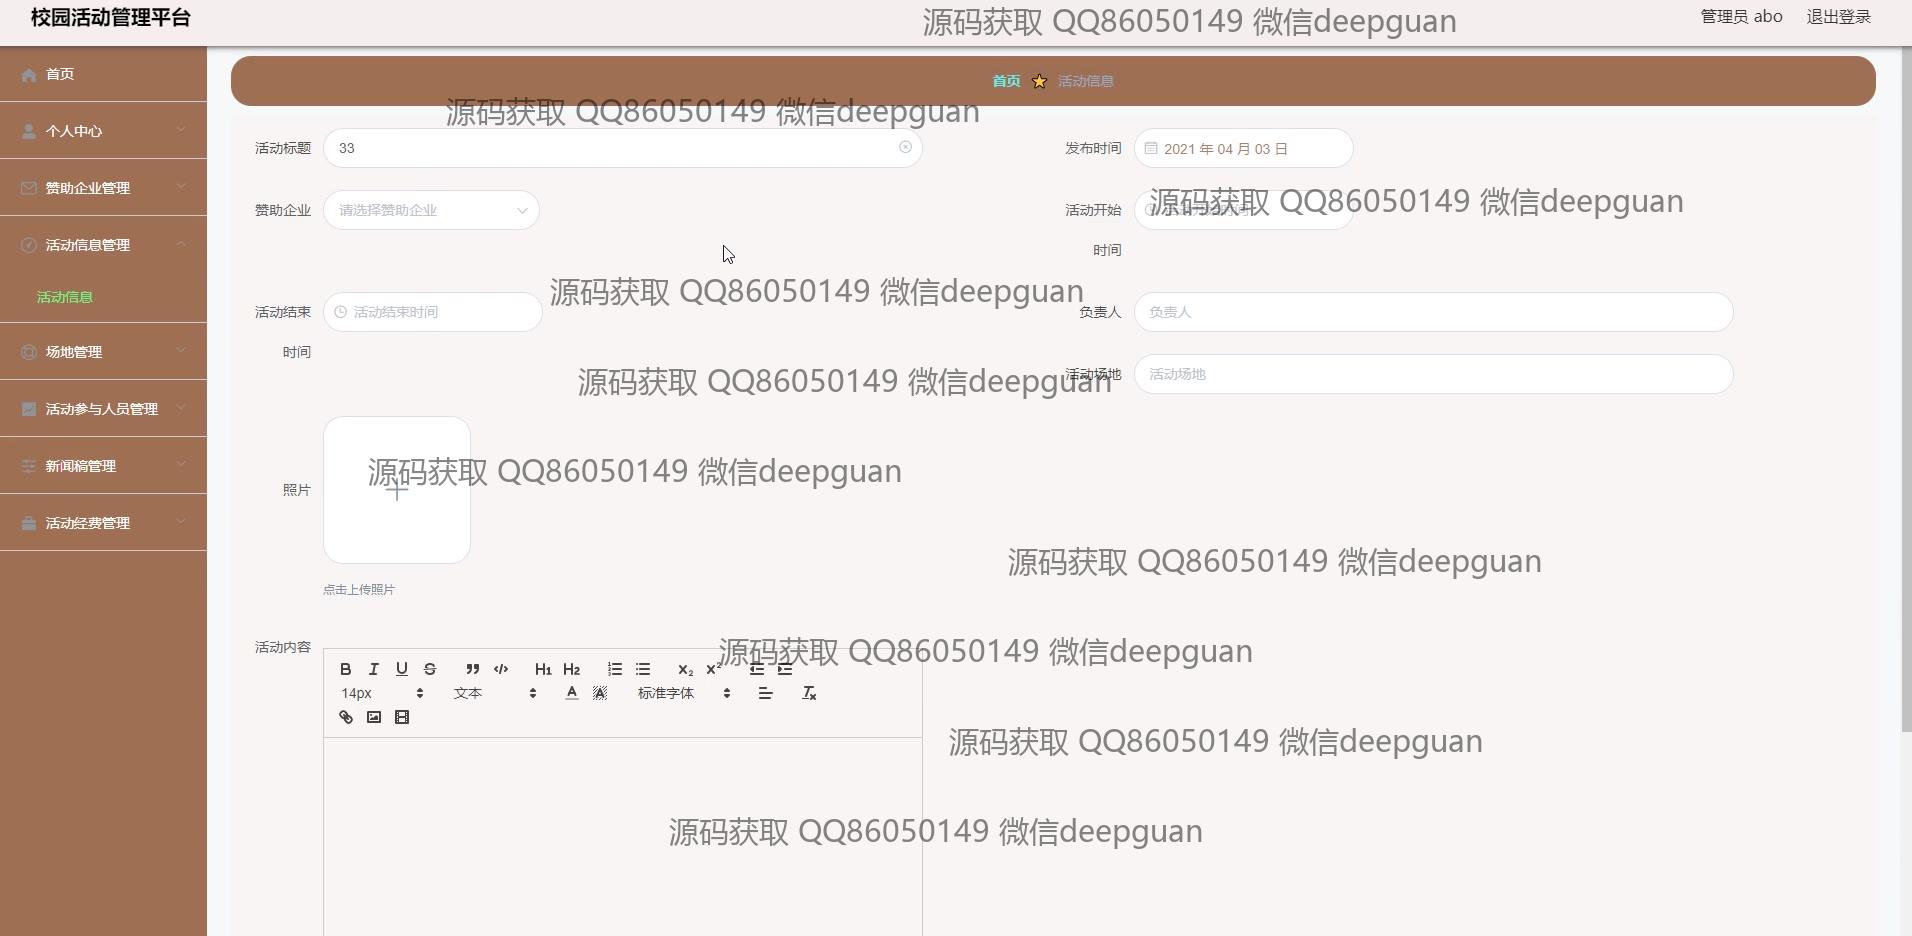 校园活动管理平台
源码获取 QQ86050149 微信deepguan
管理员 abo
退出登录
首页
个人中心
赞助企业管理
活动信息管理
活动信息
场地管理
活动参与人员管理
新闻稿管理
活动经费管理
首页 活动信息
源码获取 QQ86050149 微信deepguan
活动标题 33
发布时间 2021 年 04 月 03 日
源码获取 QQ86050149 微信deepguan
赞助企业 请选择赞助企业
活动开始
时间
源码获取 QQ86050149 微信deepguan
活动结束 活动结束时间
时间
负责人 负责人
源码获取 QQ86050149 微信deepguan
活动场地 活动场地
源码获取 QQ86050149 微信deepguan
照片
点击上传照片
源码获取 QQ86050149 微信deepguan
活动内容
源码获取 QQ86050149 微信deepguan
B I U S H1 H2 X2 X2
14px 文本 A A 标准字体
源码获取 QQ86050149 微信deepguan
源码获取 QQ86050149 微信deepguan